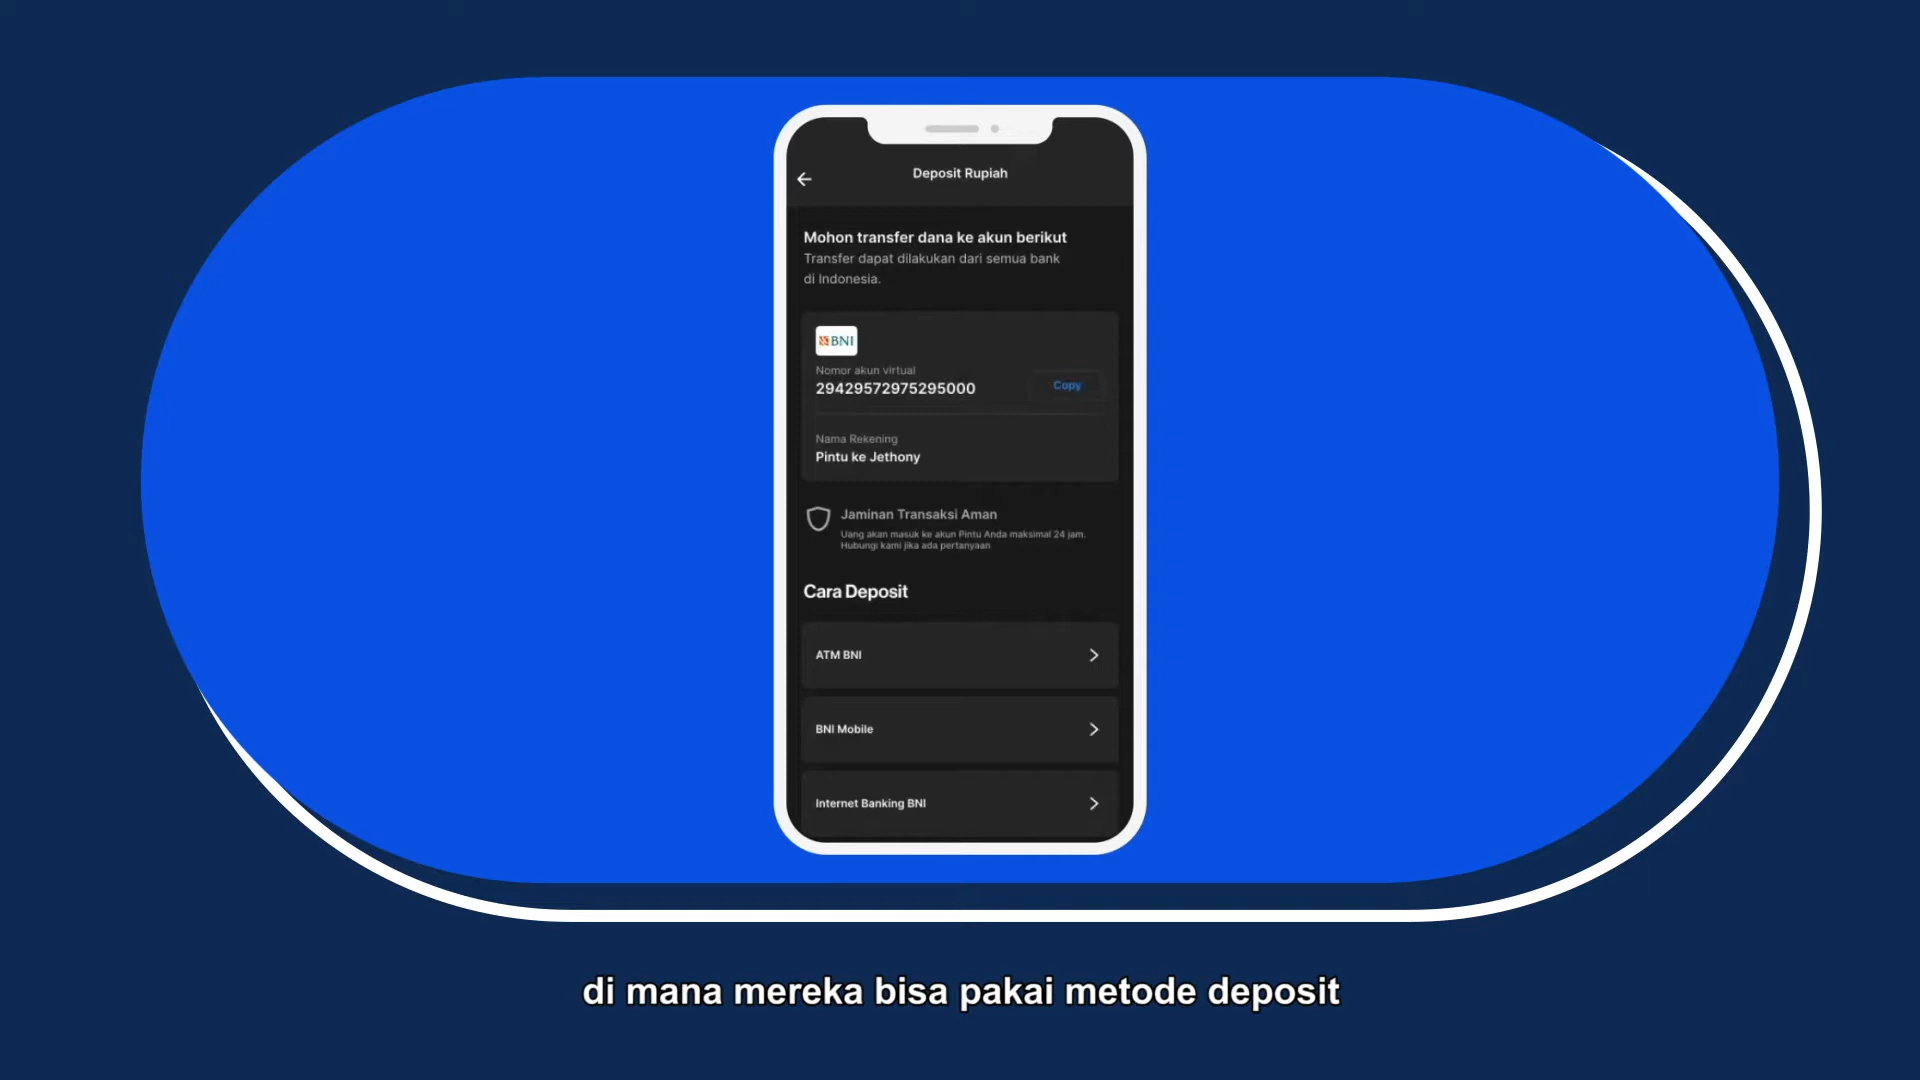 Deposit Rupiah
Mohon transfer dana ke akun berikut
Transfer dapat dilakukan dari semua bank
di Indonesia.
BNI
Nomor akun virtual
29429572975295000
Copy
Nama Rekening
Pintu ke Jethony
Jaminan Transaksi Aman
Uang akan masuk ke akun Pintu Anda maksimal 24 jam.
Hubungi kami jika ada pertanyaan
Cara Deposit
ATM BNI
BNI Mobile
Internet Banking BNI
di mana mereka bisa pakai metode deposit